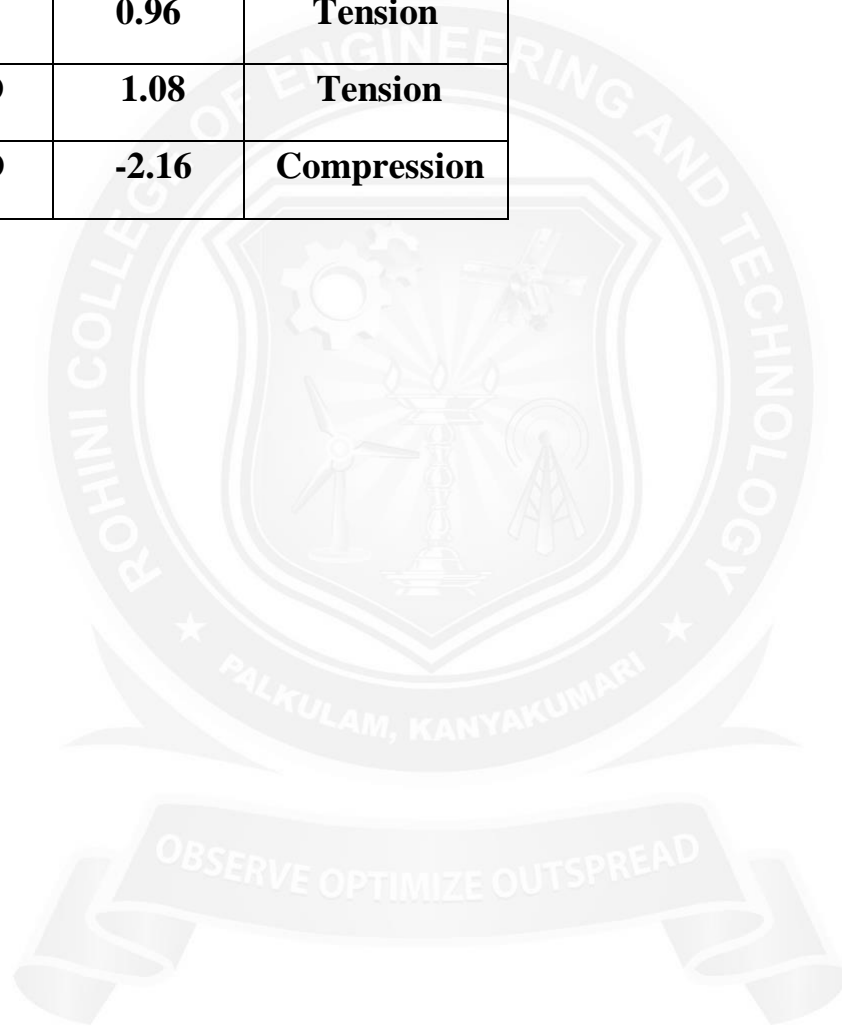 0.96 Tension
1.08 Tension
-2.16 Compression
ROHINI COLLEGE OF ENGINEERING AND TECHNOLOGY
PALKULAM, KANYAKUMARI
OBSERVE OPTIMIZE OUTSPREAD